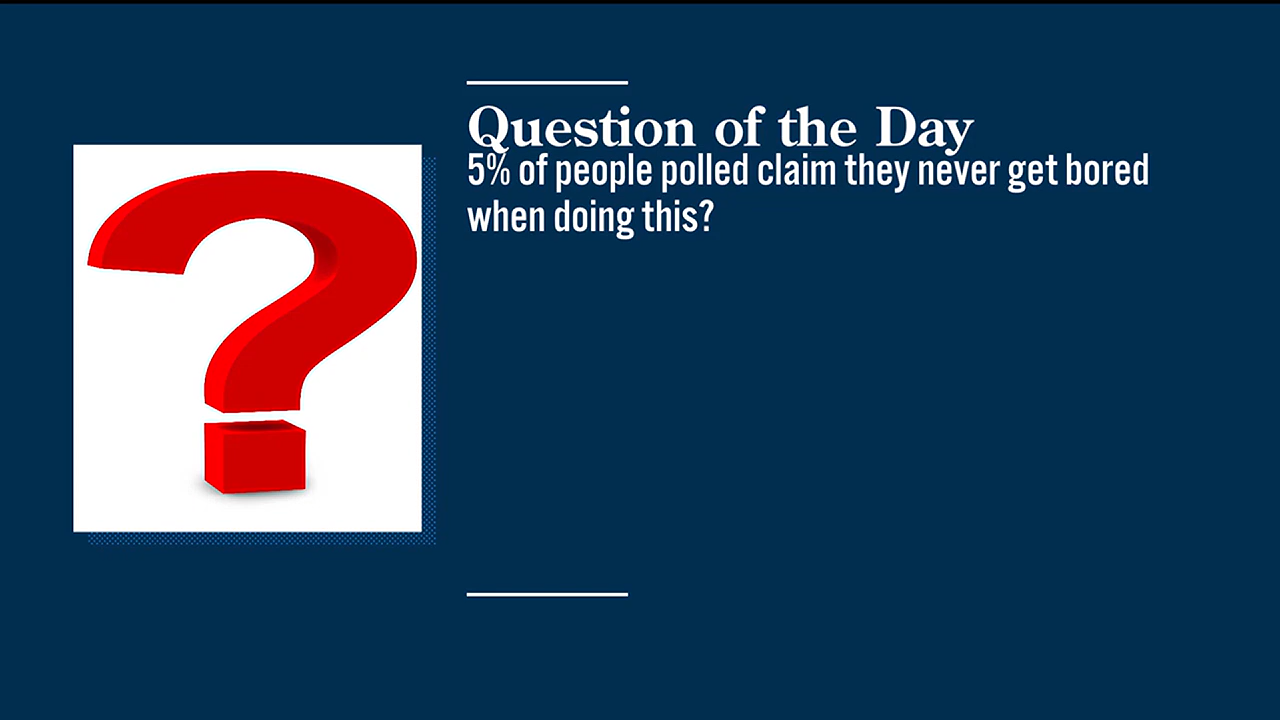 Question of the Day
5% of people polled claim they never get bored
when doing this?